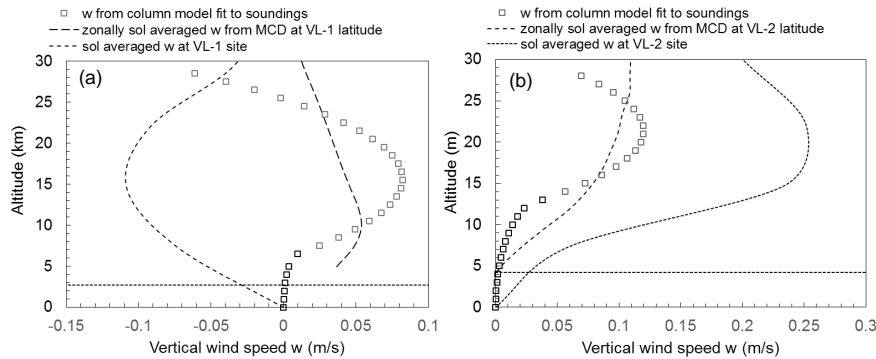 w from column model fit to soundings
zonally sol averaged w from MCD at VL-1 latitude
sol averaged w at VL-1 site
(a)
Altitude (km)
30
25
20
15
10
5
0
-0.15 -0.1 -0.05 0 0.05 0.1
Vertical wind speed w (m/s)
w from column model fit to soundings
zonally sol averaged w from MCD at VL-2 latitude
sol averaged w at VL-2 site
(b)
Altitude (m)
30
25
20
15
10
5
0
0 0.05 0.1 0.15 0.2 0.25 0.3
Vertical wind speed w (m/s)